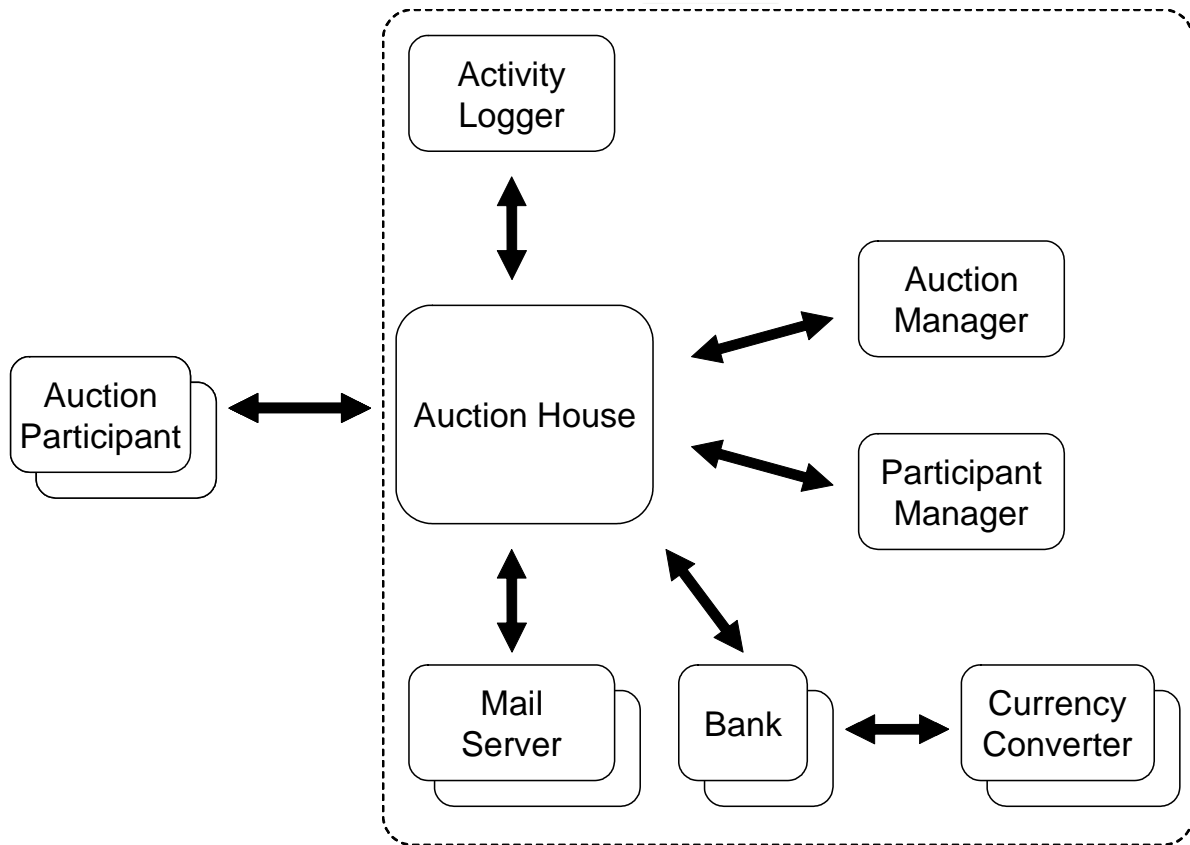 Activity
Logger
Auction
Manager
Auction
Participant
Auction House
Participant
Manager
Mail
Server
Bank
Currency
Converter